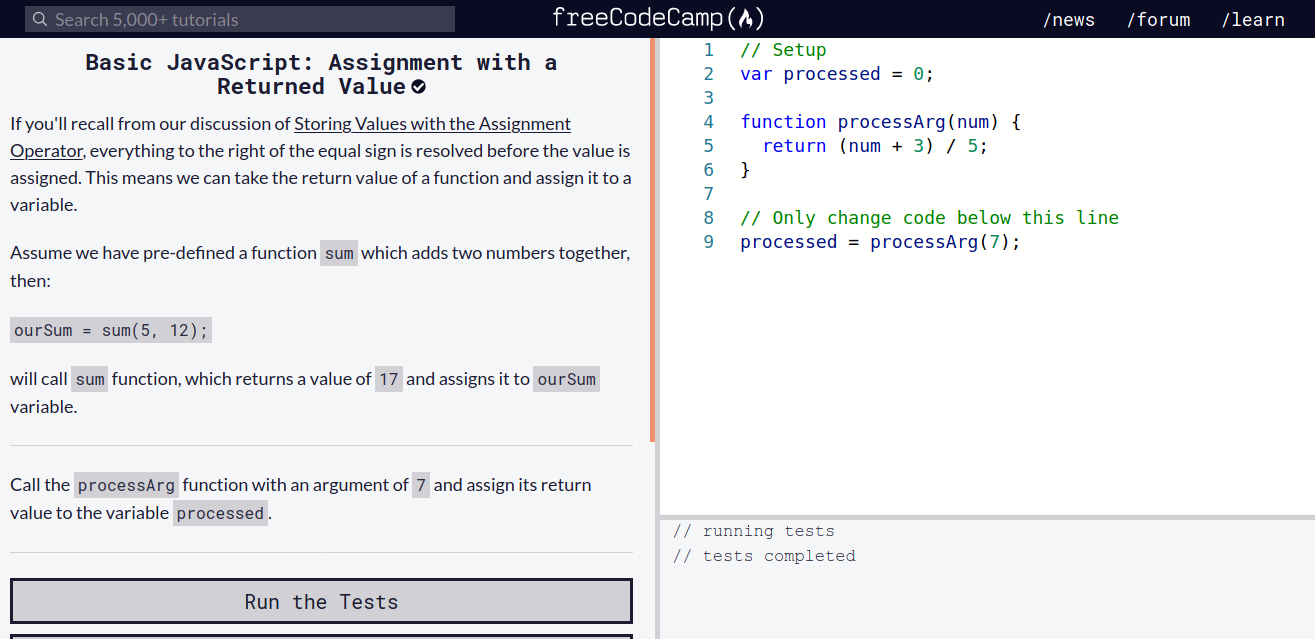 Search 5,000+ tutorials
freeCodeCamp
/news /forum /learn
Basic JavaScript: Assignment with a
Returned Value
If you'll recall from our discussion of Storing Values with the Assignment
Operator, everything to the right of the equal sign is resolved before the value is
assigned. This means we can take the return value of a function and assign it to a
variable.
Assume we have pre-defined a function sum which adds two numbers together,
then:
ourSum = sum(5, 12);
will call sum function, which returns a value of 17 and assigns it to ourSum
variable.
Call the processArg function with an argument of 7 and assign its return
value to the variable processed.
Run the Tests
1 // Setup
2 var processed = 0;
3
4 function processArg(num) {
5   return (num + 3) / 5;
6 }
7
8 // Only change code below this line
9 processed = processArg(7);
// running tests
// tests completed